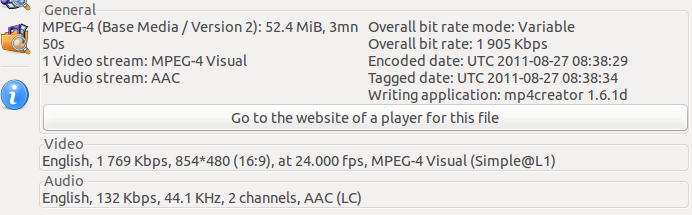 General
MPEG-4 (Base Media / Version 2): 52.4 MiB, 3mn
50s
1 Video stream: MPEG-4 Visual
1 Audio stream: AAC
Overall bit rate mode: Variable
Overall bit rate: 1 905 Kbps
Encoded date: UTC 2011-08-27 08:38:29
Tagged date: UTC 2011-08-27 08:38:34
Writing application: mp4creator 1.6.1d
Go to the website of a player for this file
Video
English, 1 769 Kbps, 854*480 (16:9), at 24.000 fps, MPEG-4 Visual (Simple@L1)
Audio
English, 132 Kbps, 44.1 KHz, 2 channels, AAC (LC)